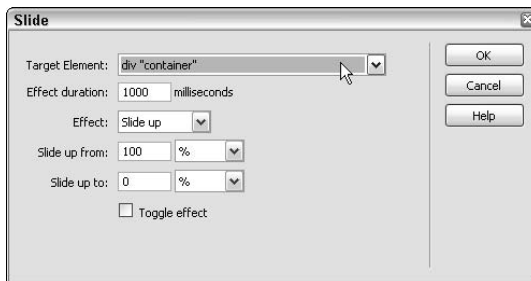 Slide
Target Element: div "container"
Effect duration: 1000 milliseconds
Effect: Slide up
Slide up from: 100 %
Slide up to: 0 %
Toggle effect
OK
Cancel
Help